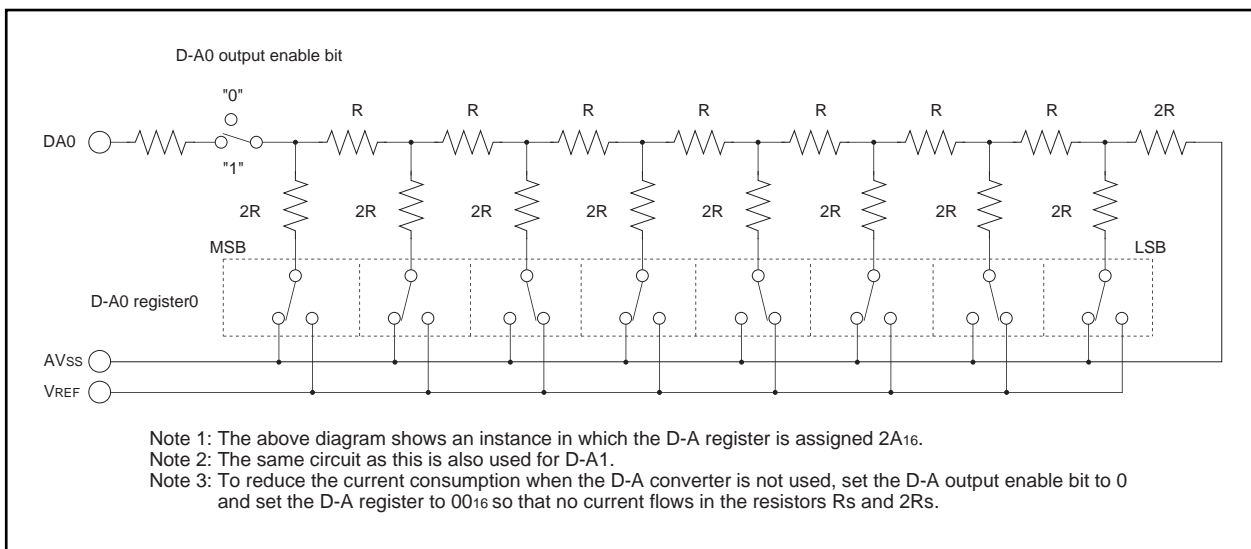 D-A0 output enable bit
"0"
R R R R R R R 2R
DA0
"1"
2R 2R 2R 2R 2R 2R 2R 2R
MSB LSB
D-A0 register0
AVSS
VREF
Note 1: The above diagram shows an instance in which the D-A register is assigned 2A16.
Note 2: The same circuit as this is also used for D-A1.
Note 3: To reduce the current consumption when the D-A converter is not used, set the D-A output enable bit to 0
and set the D-A register to 0016 so that no current flows in the resistors Rs and 2Rs.